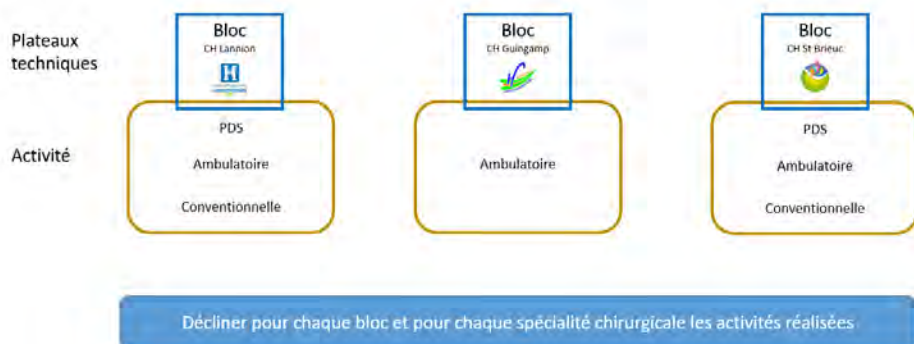 Plateaux
techniques
Bloc
CH Lannion
H
Bloc
CH Guingamp
Bloc
CH St Brieuc
Activité
PDS
Ambulatoire
Conventionnelle
Ambulatoire
PDS
Ambulatoire
Conventionnelle
Décliner pour chaque bloc et pour chaque spécialité chirurgicale les activités réalisées